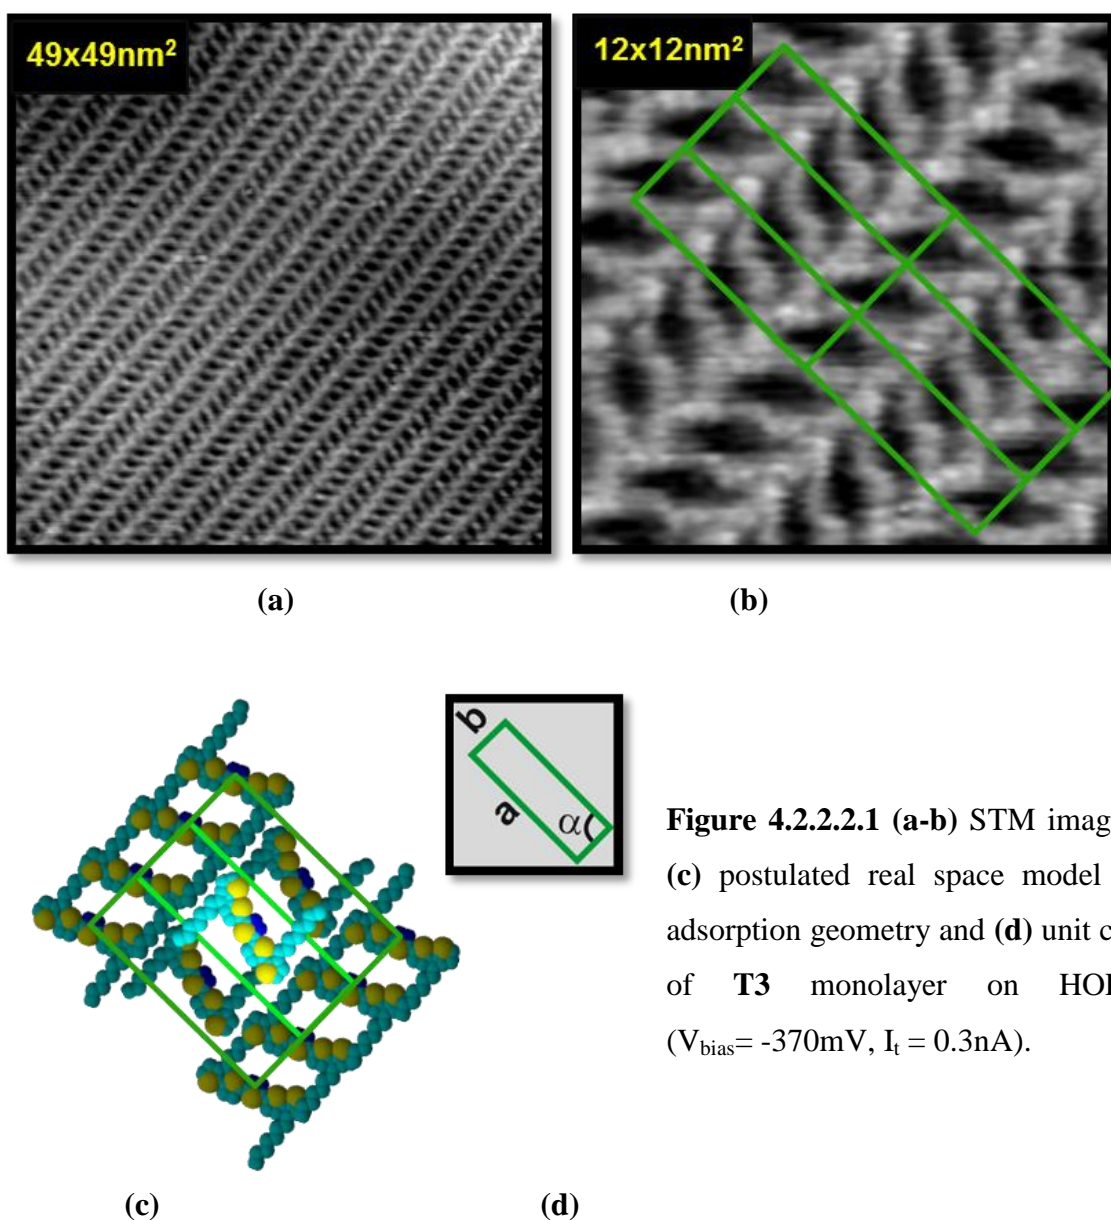 49x49nm²
12x12nm²
(a)
(b)
b
a
α
Figure 4.2.2.2.1 (a-b) STM imag
(c) postulated real space model
adsorption geometry and (d) unit c
of T3 monolayer on HO
(Vbias= -370mV, It = 0.3nA).
(c)
(d)